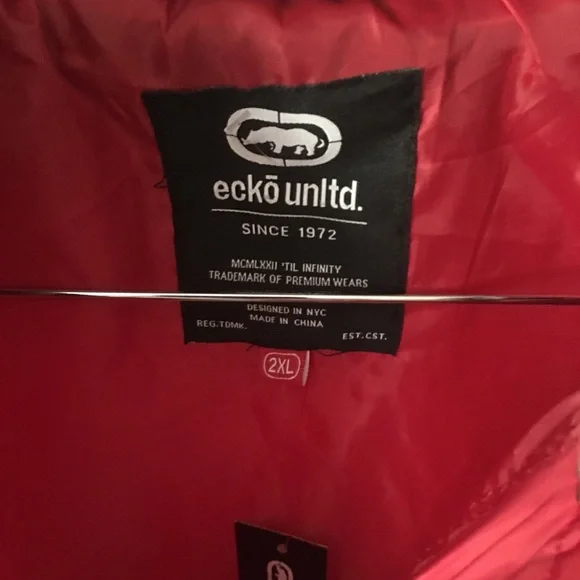 eckō unltd.
SINCE 1972
MCMLXXII 'TIL INFINITY
TRADEMARK OF PREMIUM WEARS
DESIGNED IN NYC
MADE IN CHINA
REG.TDMK.
EST.CST.
2XL